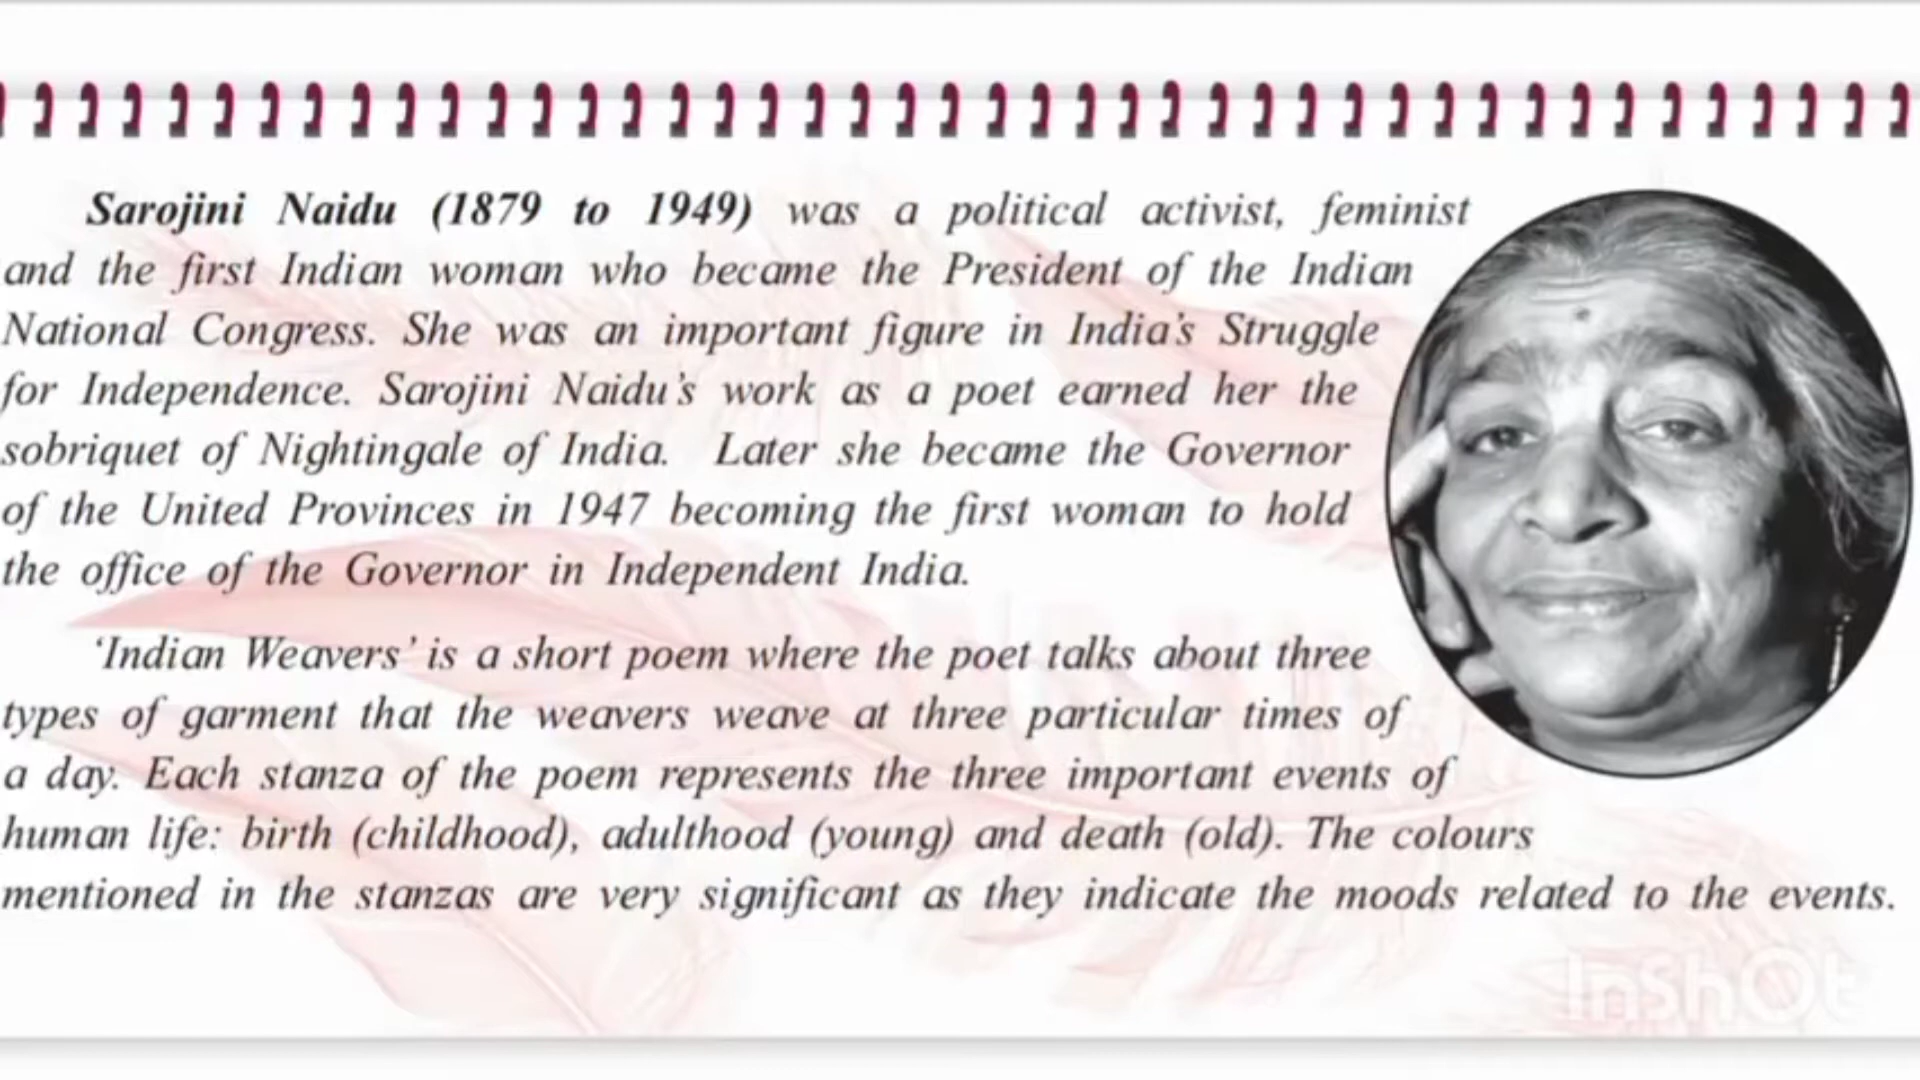 Sarojini Naidu (1879 to 1949) was a political activist, feminist
and the first Indian woman who became the President of the Indian
National Congress. She was an important figure in India's Struggle
for Independence. Sarojini Naidu's work as a poet earned her the
sobriquet of Nightingale of India. Later she became the Governor
of the United Provinces in 1947 becoming the first woman to hold
the office of the Governor in Independent India.
‘Indian Weavers’ is a short poem where the poet talks about three
types of garment that the weavers weave at three particular times of
a day. Each stanza of the poem represents the three important events of
human life: birth (childhood), adulthood (young) and death (old). The colours
mentioned in the stanzas are very significant as they indicate the moods related to the events.
InShOt